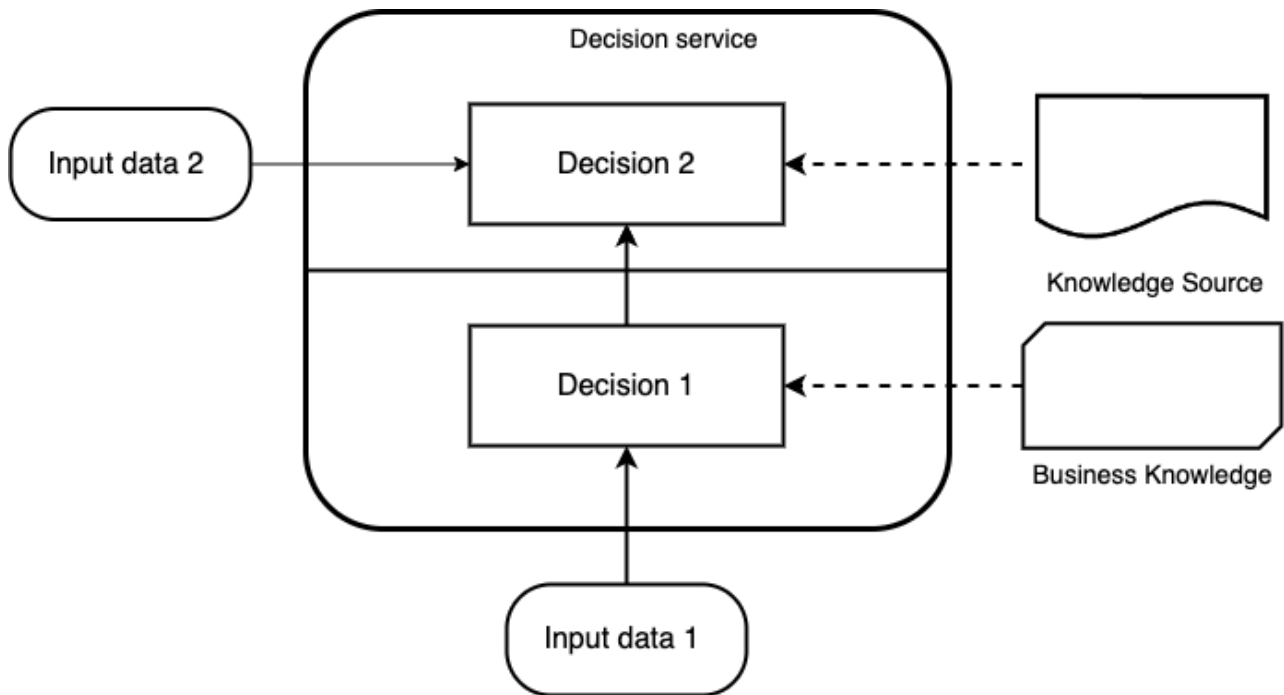 Decision service
Input data 2
Decision 2
Knowledge Source
Decision 1
Business Knowledge
Input data 1